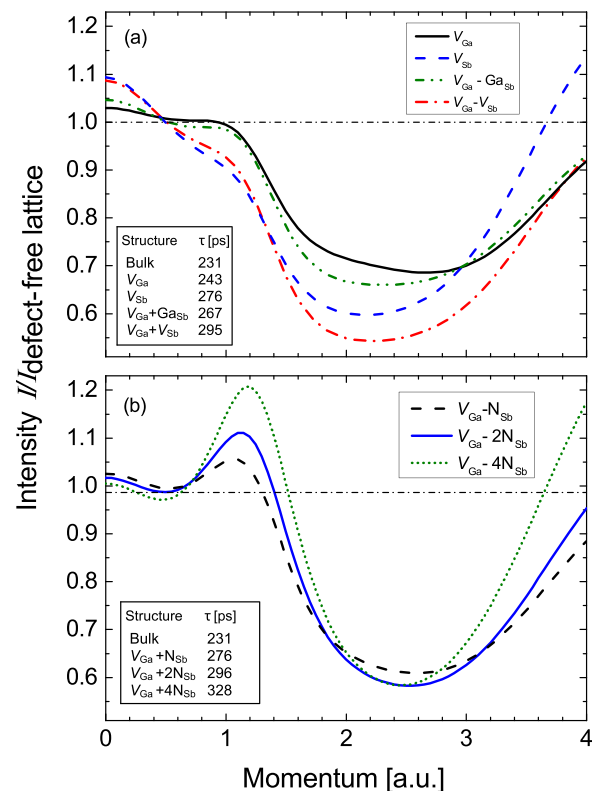 (a)
V_Ga
V_Sb
V_Ga - Ga_Sb
V_Ga-V_Sb
1.2
1.1
1.0
0.9
0.8
0.7
0.6
Structure τ [ps]
Bulk 231
V_Ga 243
V_Sb 276
V_Ga+Ga_Sb 267
V_Ga+V_Sb 295
Intensity I/I_defect-free lattice
(b)
V_Ga-N_Sb
V_Ga- 2N_Sb
V_Ga- 4N_Sb
1.2
1.1
1.0
0.9
0.8
0.7
0.6
Structure τ [ps]
Bulk 231
V_Ga+N_Sb 276
V_Ga+2N_Sb 296
V_Ga+4N_Sb 328
0 1 2 3 4
Momentum [a.u.]